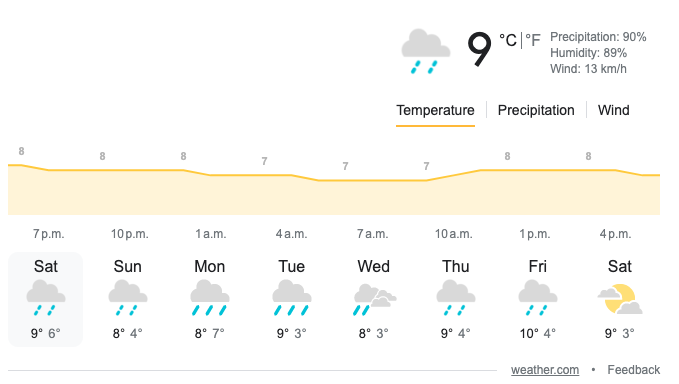 9 °C | °F
Precipitation: 90%
Humidity: 89%
Wind: 13 km/h
Temperature | Precipitation | Wind
8 8 8 7 7 7 8 8
7 p.m. 10 p.m. 1 a.m. 4 a.m. 7 a.m. 10 a.m. 1 p.m. 4 p.m.
Sat Sun Mon Tue Wed Thu Fri Sat
9° 6° 8° 4° 8° 7° 9° 3° 8° 3° 9° 4° 10° 4° 9° 3°
weather.com • Feedback